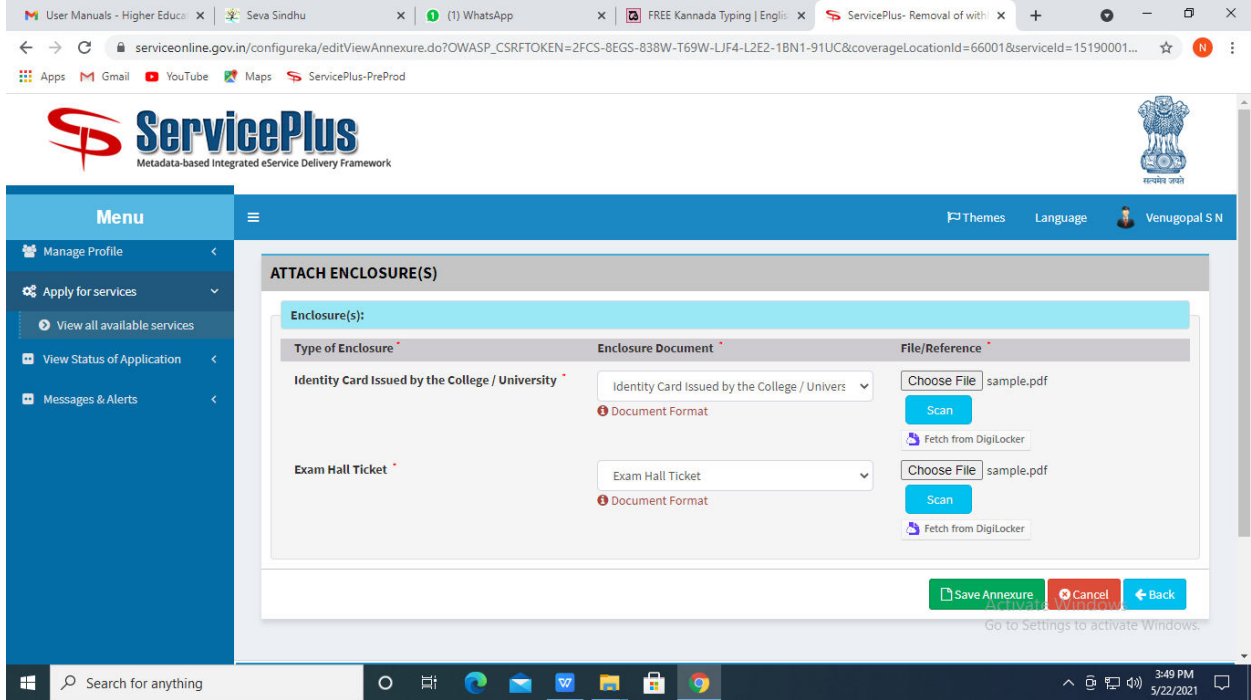 User Manuals - Higher Educat
Seva Sindhu
(1) WhatsApp
FREE Kannada Typing | Englis
ServicePlus- Removal of with
serviceonline.gov.in/configureka/editViewAnnexure.do?OWASP_CSRFTOKEN=2FCS-8EGS-838W-T69W-LJF4-L2E2-1BN1-91UC&coverageLocationId=66001&serviceId=15190001...
N
Apps
Gmail
YouTube
Maps
ServicePlus-PreProd
ServicePlus
Metadata-based Integrated eService Delivery Framework
सत्यमेव जयते
Menu
Themes
Language
Venugopal S N
Manage Profile
Apply for services
View all available services
View Status of Application
Messages & Alerts
ATTACH ENCLOSURE(S)
Enclosure(s):
Type of Enclosure *
Enclosure Document *
File/Reference *
Identity Card Issued by the College / University *
Identity Card Issued by the College / Univers
Document Format
Choose File sample.pdf
Scan
Fetch from DigiLocker
Exam Hall Ticket *
Exam Hall Ticket
Document Format
Choose File sample.pdf
Scan
Fetch from DigiLocker
Save Annexure
Cancel
Back
Activate Windows
Go to Settings to activate Windows.
Search for anything
3:49 PM
5/22/2021